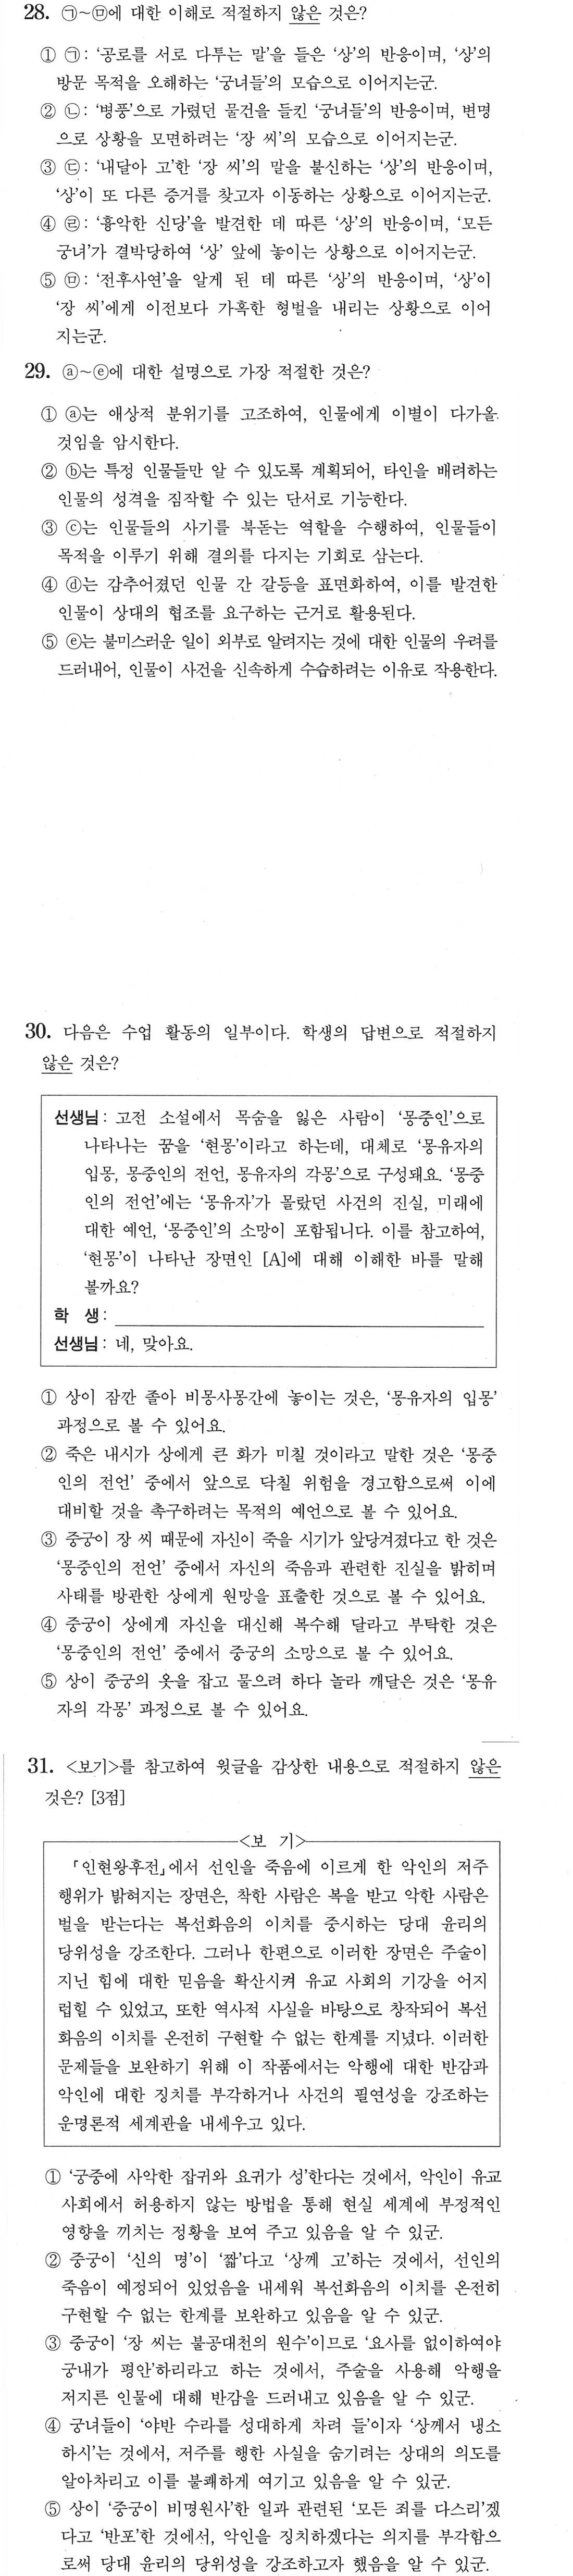 28. ㉠~㉤에 대한 이해로 적절하지 않은 것은?
① ㉠: ‘공로를 서로 다투는 말’을 들은 ‘상’의 반응이며, ‘상’의
방문 목적을 오해하는 ‘궁녀들’의 모습으로 이어지는군.
② ㉡: ‘병풍’으로 가렸던 물건을 들킨 ‘궁녀들’의 반응이며, 변명
으로 상황을 모면하려는 ‘장 씨’의 모습으로 이어지는군.
③ ㉢: ‘내달아 고’한 ‘장 씨’의 말을 불신하는 ‘상’의 반응이며,
‘상’이 또 다른 증거를 찾고자 이동하는 상황으로 이어지는군.
④ ㉣: ‘흉악한 신당’을 발견한 데 따른 ‘상’의 반응이며, ‘모든
궁녀’가 결박당하여 ‘상’ 앞에 놓이는 상황으로 이어지는군.
⑤ ㉤: ‘전후사연’을 알게 된 데 따른 ‘상’의 반응이며, ‘상’이
‘장 씨’에게 이전보다 가혹한 형벌을 내리는 상황으로 이어
지는군.
29. ⓐ~ⓔ에 대한 설명으로 가장 적절한 것은?
① ⓐ는 애상적 분위기를 고조하여, 인물에게 이별이 다가올
것임을 암시한다.
② ⓑ는 특정 인물들만 알 수 있도록 계획되어, 타인을 배려하는
인물의 성격을 짐작할 수 있는 단서로 기능한다.
③ ⓒ는 인물들의 사기를 북돋는 역할을 수행하여, 인물들이
목적을 이루기 위해 결의를 다지는 기회로 삼는다.
④ ⓓ는 감추어졌던 인물 간 갈등을 표면화하여, 이를 발견한
인물이 상대의 협조를 요구하는 근거로 활용된다.
⑤ ⓔ는 불미스러운 일이 외부로 알려지는 것에 대한 인물의 우려를
드러내어, 인물이 사건을 신속하게 수습하려는 이유로 작용한다.
30. 다음은 수업 활동의 일부이다. 학생의 답변으로 적절하지
않은 것은?
선생님: 고전 소설에서 목숨을 잃은 사람이 ‘몽중인’으로
나타나는 꿈을 ‘현몽’이라고 하는데, 대체로 ‘몽유자의
입몽, 몽중인의 전언, 몽유자의 각몽’으로 구성돼요. ‘몽중
인의 전언’에는 ‘몽유자’가 몰랐던 사건의 진실, 미래에
대한 예언, ‘몽중인’의 소망이 포함됩니다. 이를 참고하여,
‘현몽’이 나타난 장면인 [A]에 대해 이해한 바를 말해
볼까요?
학 생:
선생님: 네, 맞아요.
① 상이 잠깐 졸아 비몽사몽간에 놓이는 것은, ‘몽유자의 입몽’
과정으로 볼 수 있어요.
② 죽은 내시가 상에게 큰 화가 미칠 것이라고 말한 것은 ‘몽중
인의 전언’ 중에서 앞으로 닥칠 위험을 경고함으로써 이에
대비할 것을 촉구하려는 목적의 예언으로 볼 수 있어요.
③ 중궁이 장 씨 때문에 자신이 죽을 시기가 앞당겨졌다고 한 것은
‘몽중인의 전언’ 중에서 자신의 죽음과 관련한 진실을 밝히며
사태를 방관한 상에게 원망을 표출한 것으로 볼 수 있어요.
④ 중궁이 상에게 자신을 대신해 복수해 달라고 부탁한 것은
‘몽중인의 전언’ 중에서 중궁의 소망으로 볼 수 있어요.
⑤ 상이 중궁의 옷을 잡고 물으려 하다 놀라 깨달은 것은 ‘몽유
자의 각몽’ 과정으로 볼 수 있어요.
31. <보기>를 참고하여 윗글을 감상한 내용으로 적절하지 않은
것은? [3점]
<보 기>
「인현왕후전」에서 선인을 죽음에 이르게 한 악인의 저주
행위가 밝혀지는 장면은, 착한 사람은 복을 받고 악한 사람은
벌을 받는다는 복선화음의 이치를 중시하는 당대 윤리의
당위성을 강조한다. 그러나 한편으로 이러한 장면은 주술이
지닌 힘에 대한 믿음을 확산시켜 유교 사회의 기강을 어지
럽힐 수 있었고, 또한 역사적 사실을 바탕으로 창작되어 복선
화음의 이치를 온전히 구현할 수 없는 한계를 지녔다. 이러한
문제들을 보완하기 위해 이 작품에서는 악행에 대한 반감과
악인에 대한 징치를 부각하거나 사건의 필연성을 강조하는
운명론적 세계관을 내세우고 있다.
① ‘궁중에 사악한 잡귀와 요귀가 성’한다는 것에서, 악인이 유교
사회에서 허용하지 않는 방법을 통해 현실 세계에 부정적인
영향을 끼치는 정황을 보여 주고 있음을 알 수 있군.
② 중궁이 ‘신의 명’이 ‘짧’다고 ‘상께 고’하는 것에서, 선인의
죽음이 예정되어 있었음을 내세워 복선화음의 이치를 온전히
구현할 수 없는 한계를 보완하고 있음을 알 수 있군.
③ 중궁이 ‘장 씨는 불공대천의 원수’이므로 ‘요사를 없이하여야
궁내가 평안’하리라고 하는 것에서, 주술을 사용해 악행을
저지른 인물에 대해 반감을 드러내고 있음을 알 수 있군.
④ 궁녀들이 ‘야반 수라를 성대하게 차려 들’이자 ‘상께서 냉소
하시’는 것에서, 저주를 행한 사실을 숨기려는 상대의 의도를
알아차리고 이를 불쾌하게 여기고 있음을 알 수 있군.
⑤ 상이 ‘중궁이 비명원사’한 일과 관련된 ‘모든 죄를 다스리’겠
다고 ‘반포’한 것에서, 악인을 징치하겠다는 의지를 부각함으
로써 당대 윤리의 당위성을 강조하고자 했음을 알 수 있군.